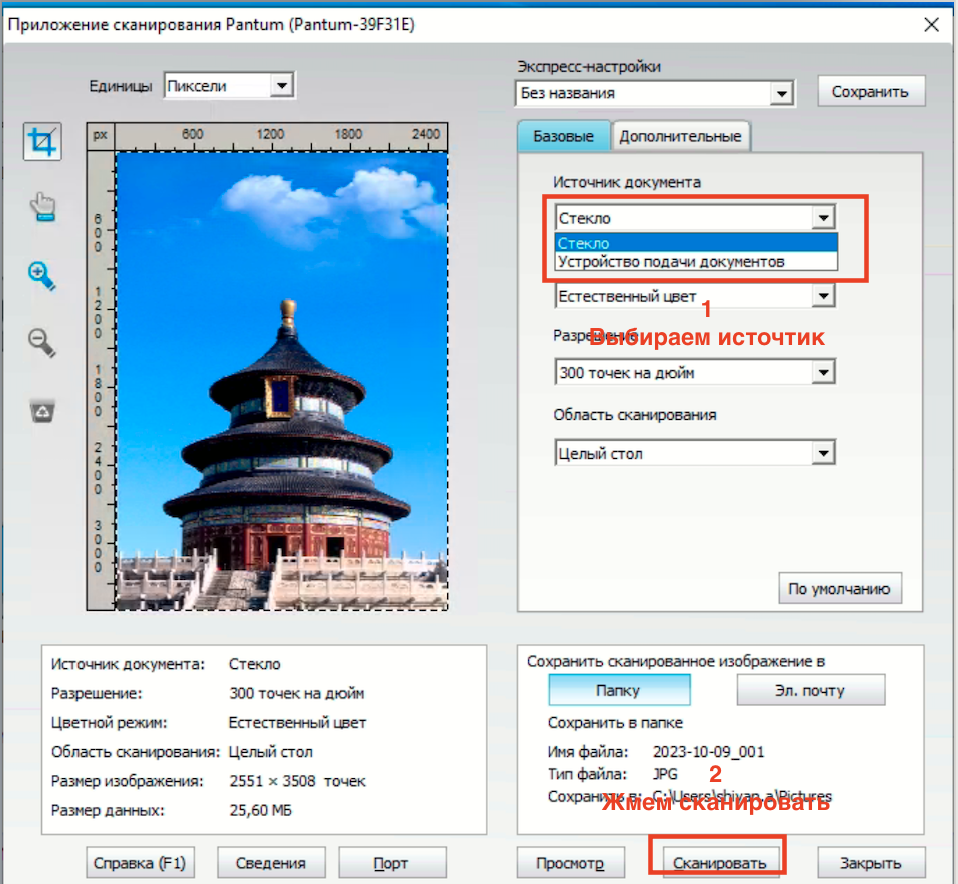 Приложение сканирования Pantum (Pantum-39F31E)
Единицы Пиксели
Экспресс-настройки
Без названия
Сохранить
px 600 1200 1800 2400
600
1200
1800
2400
3000
Базовые Дополнительные
Источник документа
Стекло
Стекло
Устройство подачи документов
Естественный цвет
1
Выбираем источтик
Разрешение
300 точек на дюйм
Область сканирования
Целый стол
По умолчанию
Источник документа: Стекло
Разрешение: 300 точек на дюйм
Цветной режим: Естественный цвет
Область сканирования: Целый стол
Размер изображения: 2551 × 3508 точек
Размер данных: 25,60 МБ
Сохранить сканированное изображение в
Папку Эл. почту
Сохранить в папке
Имя файла: 2023-10-09_001
Тип файла: JPG
2
Сохранить в: C:\Users\shivan_a\Pictures
Жмем сканировать
Справка (F1) Сведения Порт Просмотр Сканировать Закрыть